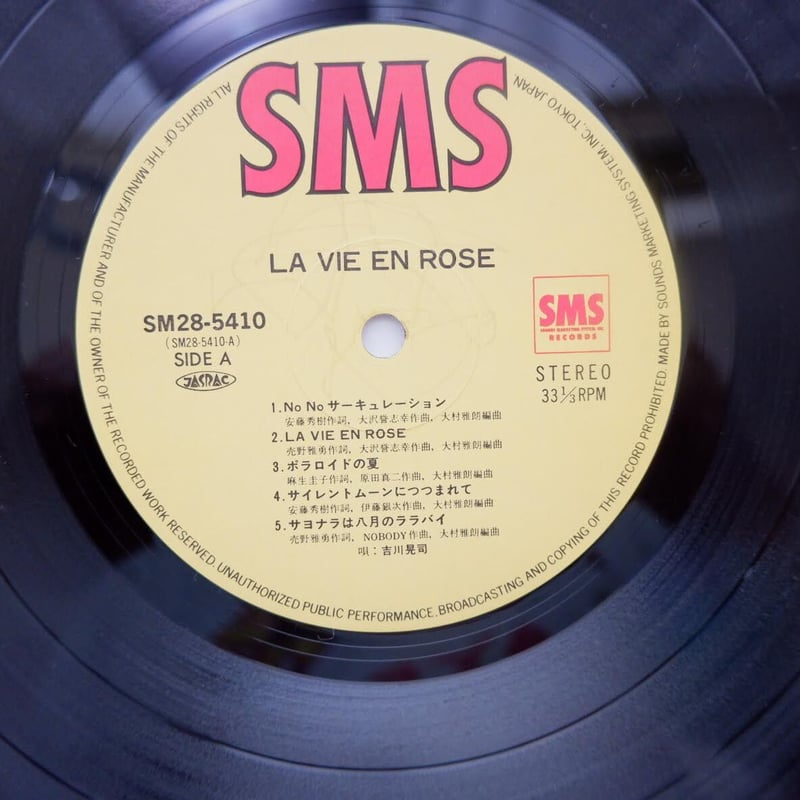 SMS
LA VIE EN ROSE
SM28-5410
(SM28-5410-A)
SIDE A
JASRAC
SMS
SOUNDS MARKETING SYSTEM, INC.
RECORDS
STEREO
33 1/3 RPM
1. No No サーキュレーション
安藤秀樹作詞, 大沢誉志幸作曲, 大村雅朗編曲
2. LA VIE EN ROSE
売野雅勇作詞, 大沢誉志幸作曲, 大村雅朗編曲
3. ポラロイドの夏
麻生圭子作詞, 原田真二作曲, 大村雅朗編曲
4. サイレントムーンにつつまれて
安藤秀樹作詞, 伊藤銀次作曲, 大村雅朗編曲
5. サヨナラは八月のララバイ
売野雅勇作詞, NOBODY作曲, 大村雅朗編曲
唄：吉川晃司
ALL RIGHTS OF THE MANUFACTURER AND OF THE OWNER OF THE RECORDED WORK RESERVED. UNAUTHORIZED PUBLIC PERFORMANCE. BROADCASTING AND COPYING OF THIS RECORD PROHIBITED. MADE BY SOUNDS MARKETING SYSTEM, INC., TOKYO JAPAN.